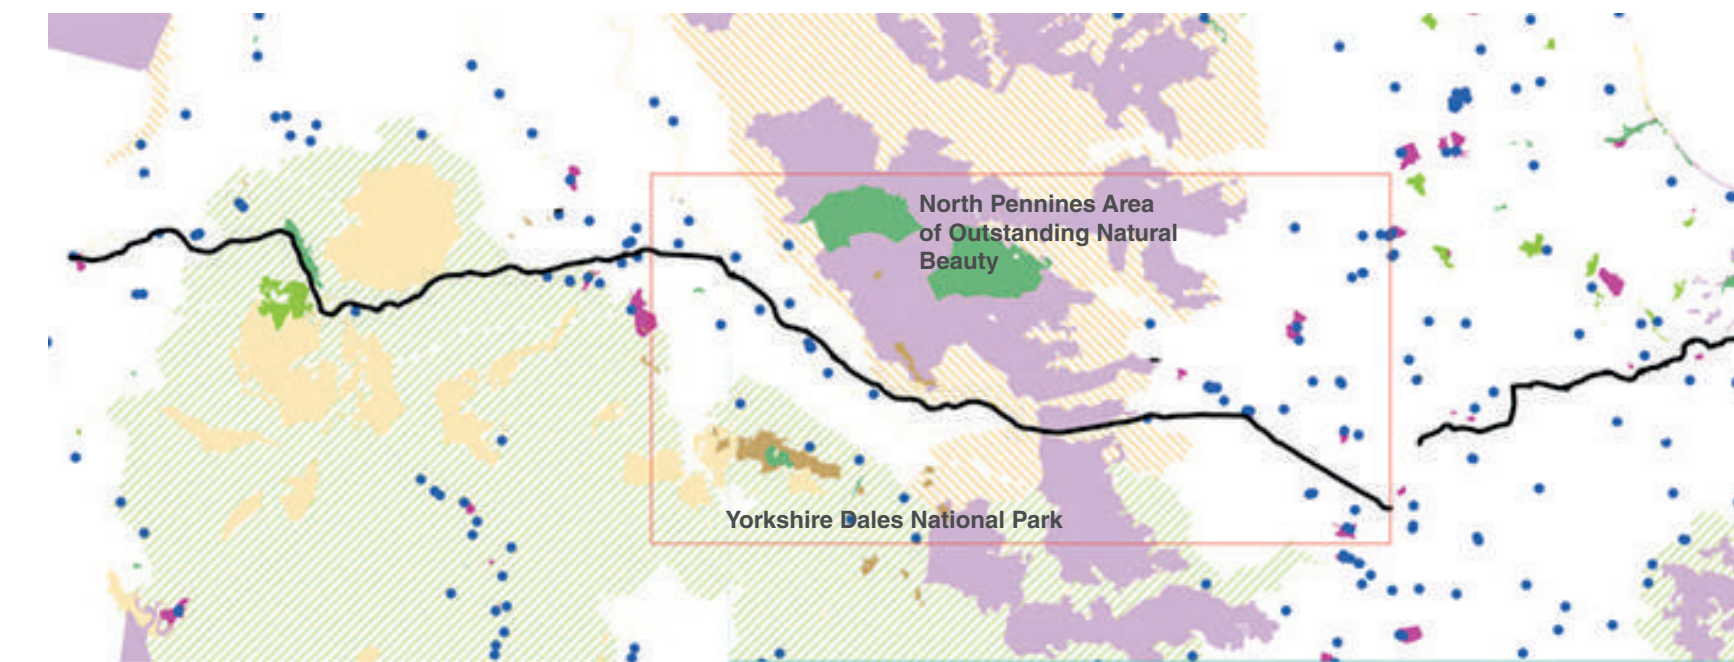 North Pennines Area
of Outstanding Natural
Beauty
Yorkshire Dales National Park